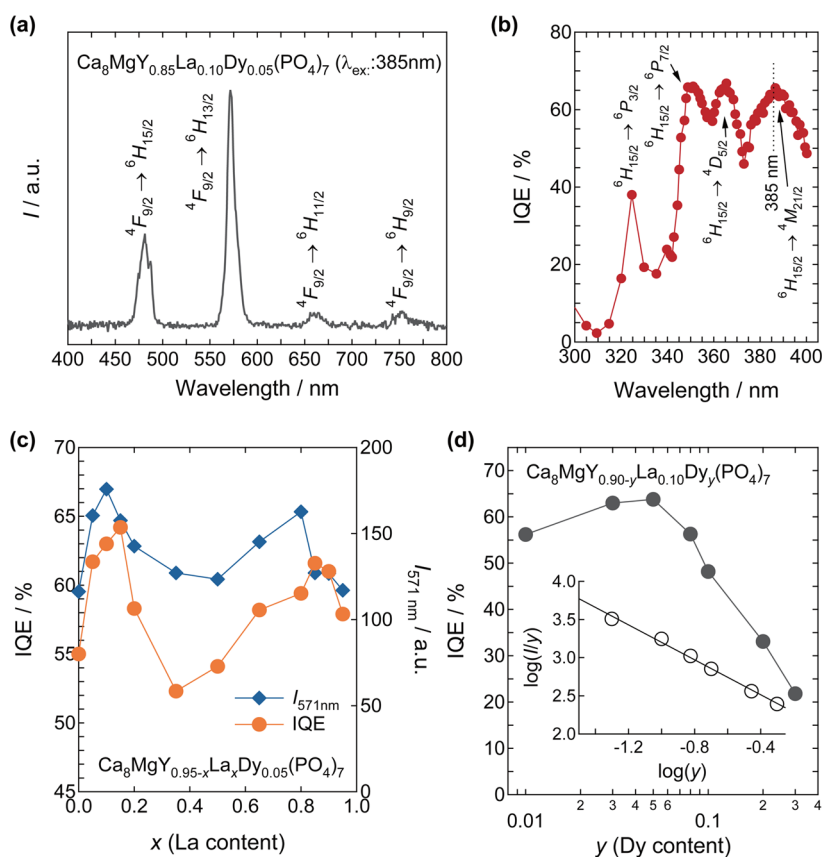 (a)
Ca8MgY0.85La0.10Dy0.05(PO4)7 (λex.:385nm)
4F9/2 → 6H15/2
4F9/2 → 6H13/2
4F9/2 → 6H11/2
4F9/2 → 6H9/2
I / a.u.
400 450 500 550 600 650 700 750 800
Wavelength / nm
(b)
80
70
60
50
40
30
20
10
0
IQE / %
6H15/2 → 6P3/2
6H15/2 → 6P7/2
6H15/2 → 4D5/2
385 nm
6H15/2 → 4M21/2
300 320 340 360 380 400
Wavelength / nm
(c)
70
65
60
55
50
45
IQE / %
200
150
100
50
0
I571 nm / a.u.
I571nm
IQE
Ca8MgY0.95-xLaxDy0.05(PO4)7
0.0 0.2 0.4 0.6 0.8 1.0
x (La content)
(d)
Ca8MgY0.90-yLa0.10Dyy(PO4)7
70
60
50
40
30
20
10
0
IQE / %
4.0
3.5
3.0
2.5
2.0
log(I/y)
-1.2 -0.8 -0.4
log(y)
0.01 2 3 4 5 6 0.1 2 3 4
y (Dy content)